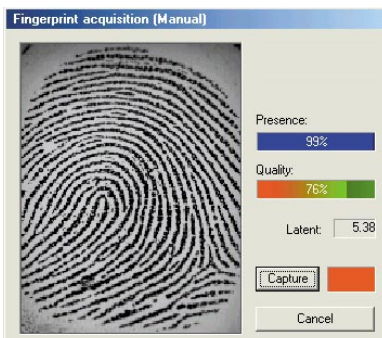 Fingerprint acquisition (Manual)
Presence:
99%
Quality:
76%
Latent: 5.38
Capture
Cancel